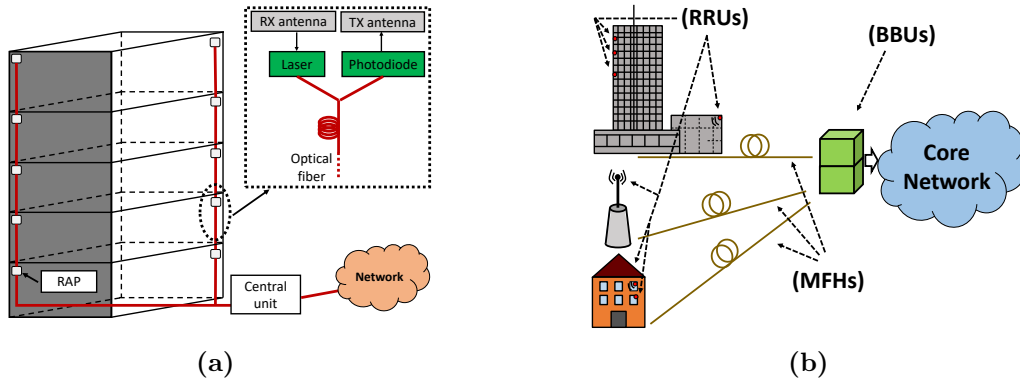 RX antenna
TX antenna
Laser
Photodiode
Optical
fiber
RAP
Central
unit
Network
(a)
(RRUs)
(BBUs)
Core
Network
(MFHs)
(b)